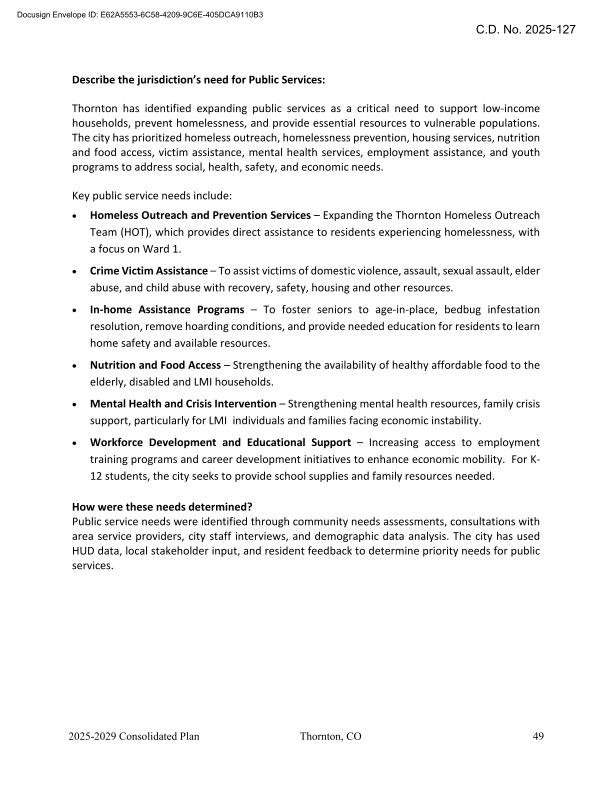 Docusign Envelope ID: E62A5553-6C58-4209-9C6E-405DCA9110B3
C.D. No. 2025-127
Describe the jurisdiction's need for Public Services:
Thornton has identified expanding public services as a critical need to support low-income
households, prevent homelessness, and provide essential resources to vulnerable populations.
The city has prioritized homeless outreach, homelessness prevention, housing services, nutrition
and food access, victim assistance, mental health services, employment assistance, and youth
programs to address social, health, safety, and economic needs.
Key public service needs include:
• Homeless Outreach and Prevention Services – Expanding the Thornton Homeless Outreach
Team (HOT), which provides direct assistance to residents experiencing homelessness, with
a focus on Ward 1.
• Crime Victim Assistance – To assist victims of domestic violence, assault, sexual assault, elder
abuse, and child abuse with recovery, safety, housing and other resources.
• In-home Assistance Programs – To foster seniors to age-in-place, bedbug infestation
resolution, remove hoarding conditions, and provide needed education for residents to learn
home safety and available resources.
• Nutrition and Food Access – Strengthening the availability of healthy affordable food to the
elderly, disabled and LMI households.
• Mental Health and Crisis Intervention – Strengthening mental health resources, family crisis
support, particularly for LMI  individuals and families facing economic instability.
• Workforce Development and Educational Support – Increasing access to employment
training programs and career development initiatives to enhance economic mobility.  For K-
12 students, the city seeks to provide school supplies and family resources needed.
How were these needs determined?
Public service needs were identified through community needs assessments, consultations with
area service providers, city staff interviews, and demographic data analysis. The city has used
HUD data, local stakeholder input, and resident feedback to determine priority needs for public
services.
2025-2029 Consolidated Plan Thornton, CO 49